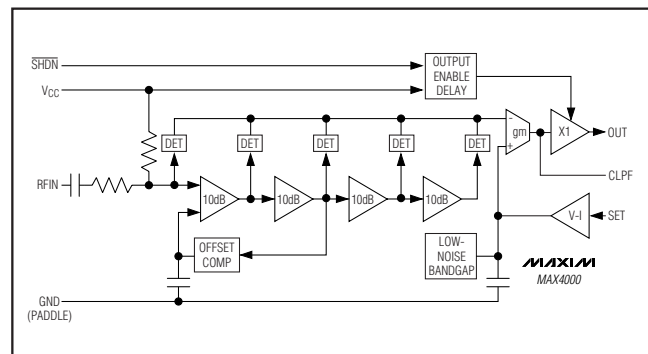 SHDN
VCC
OUTPUT
ENABLE
DELAY
DET
DET
DET
DET
DET
-
gm
+
X1
OUT
CLPF
RFIN
10dB
10dB
10dB
10dB
V-I
SET
OFFSET
COMP
LOW-
NOISE
BANDGAP
MAXIM
MAX4000
GND
(PADDLE)